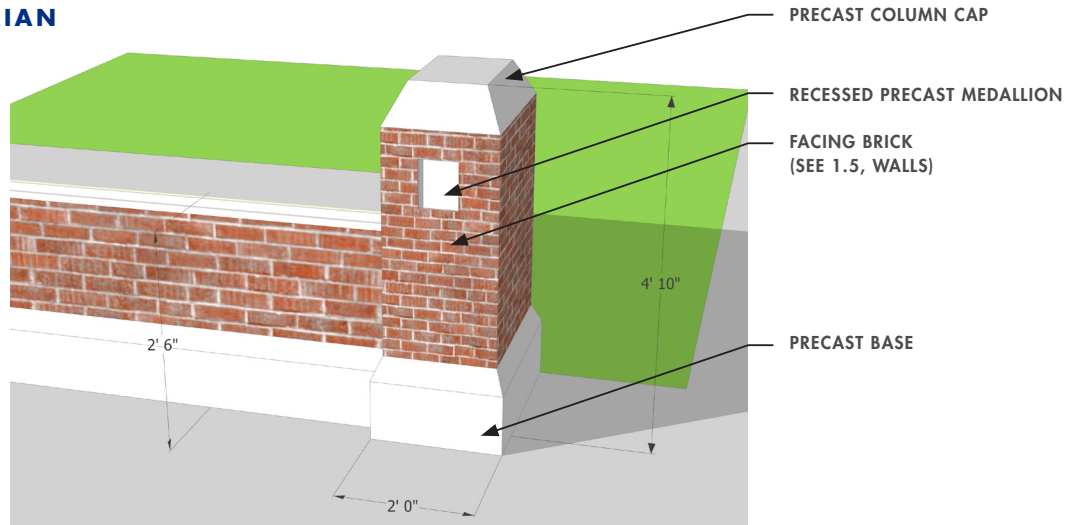 PRECAST COLUMN CAP
RECESSED PRECAST MEDALLION
FACING BRICK
(SEE 1.5, WALLS)
4' 10"
2' 6"
PRECAST BASE
2' 0"